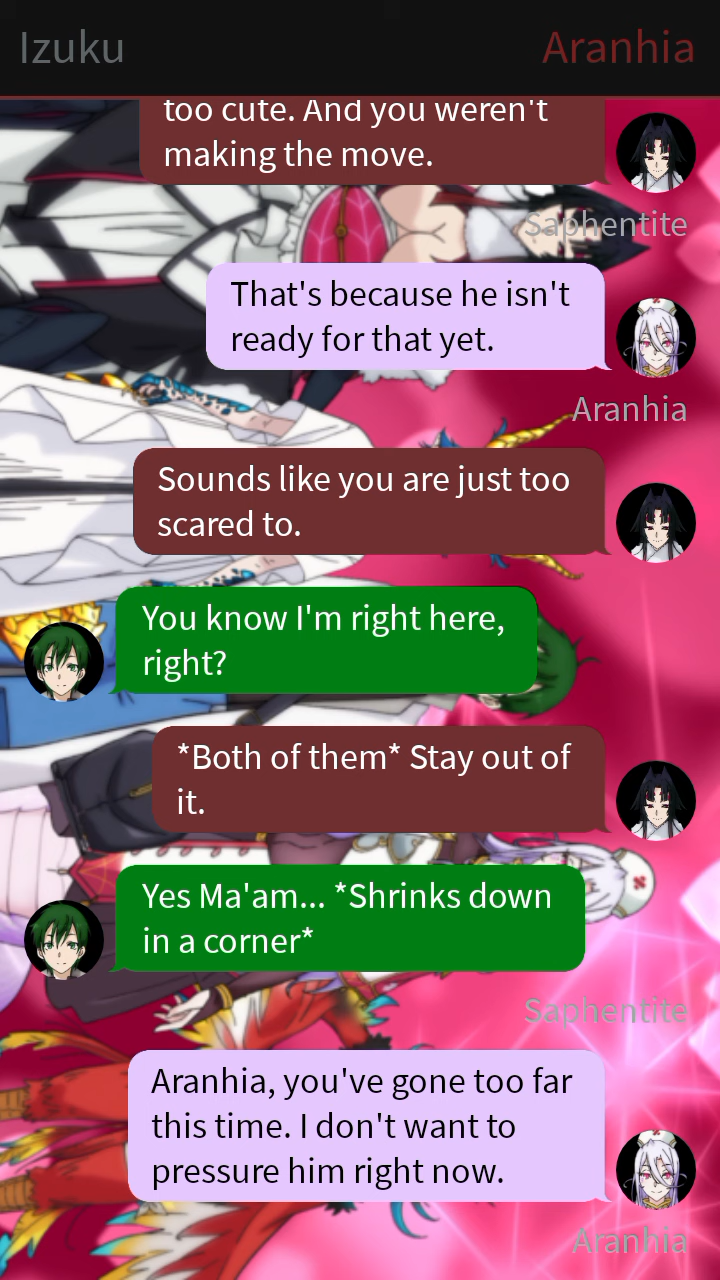 Izuku
Aranhia
too cute. And you weren't
making the move.
Saphentite
That's because he isn't
ready for that yet.
Aranhia
Sounds like you are just too
scared to.
You know I'm right here,
right?
*Both of them* Stay out of
it.
Yes Ma'am... *Shrinks down
in a corner*
Saphentite
Aranhia, you've gone too far
this time. I don't want to
pressure him right now.
Aranhia